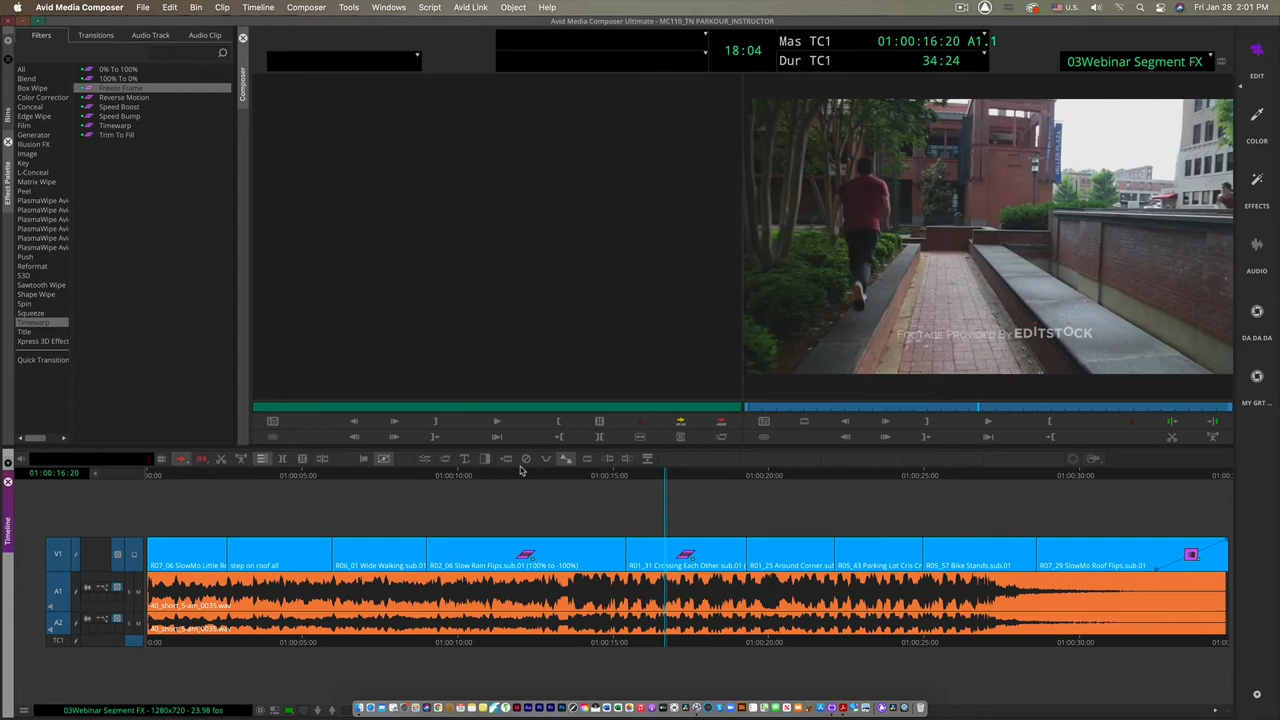 Avid Media Composer File Edit Bin Clip Timeline Composer Tools Windows Script Avid Link Object Help
U.S. Fri Jan 28 2:01 PM
Avid Media Composer Ultimate - MC110_TN PARKOUR_INSTRUCTOR
Filters Transitions Audio Track Audio Clip
18:04
Mas TC1 01:00:16:20 A1.1
Dur TC1 34:24
03Webinar Segment FX
Bins
Effect Palette
Composer
All
Blend
Box Wipe
Color Correction
Conceal
Edge Wipe
Film
Generator
Illusion FX
Image
Key
L-Conceal
Matrix Wipe
Peel
PlasmaWipe Avi
PlasmaWipe Avi
PlasmaWipe Avi
PlasmaWipe Avi
PlasmaWipe Avi
Push
Reformat
S3D
Sawtooth Wipe
Shape Wipe
Spin
Squeeze
Timewarp
Title
Xpress 3D Effect
Quick Transition
0% To 100%
100% To 0%
Freeze Frame
Reverse Motion
Speed Boost
Speed Bump
Timewarp
Trim To Fill
FOOTAGE PROVIDED BY EDITSTOCK
EDIT
COLOR
EFFECTS
AUDIO
DA DA DA
MY GRT ...
Timeline
01:00:16:20
00:00 01:00:05:00 01:00:10:00 01:00:15:00 01:00:20:00 01:00:25:00 01:00:30:00 01:00:
V1
R07_06 SlowMo Little Ro step on roof all R06_01 Wide Walking.sub.01 R02_06 Slow Rain Flips.sub.01 (100% to -100%) R01_31 Crossing Each Other.sub.01 ( R01_25 Around Corner.sub R05_43 Parking Lot Cris Cr R05_57 Bike Stands.sub.01 R07_29 SlowMo Roof Flips.sub.01
A1 S M
40_short_5-am_0035.wav
A2 S M
40_short_5-am_0035.wav
TC1 00:00 01:00:05:00 01:00:10:00 01:00:15:00 01:00:20:00 01:00:25:00 01:00:30:00 01:00:
03Webinar Segment FX - 1280x720 - 23.98 fps